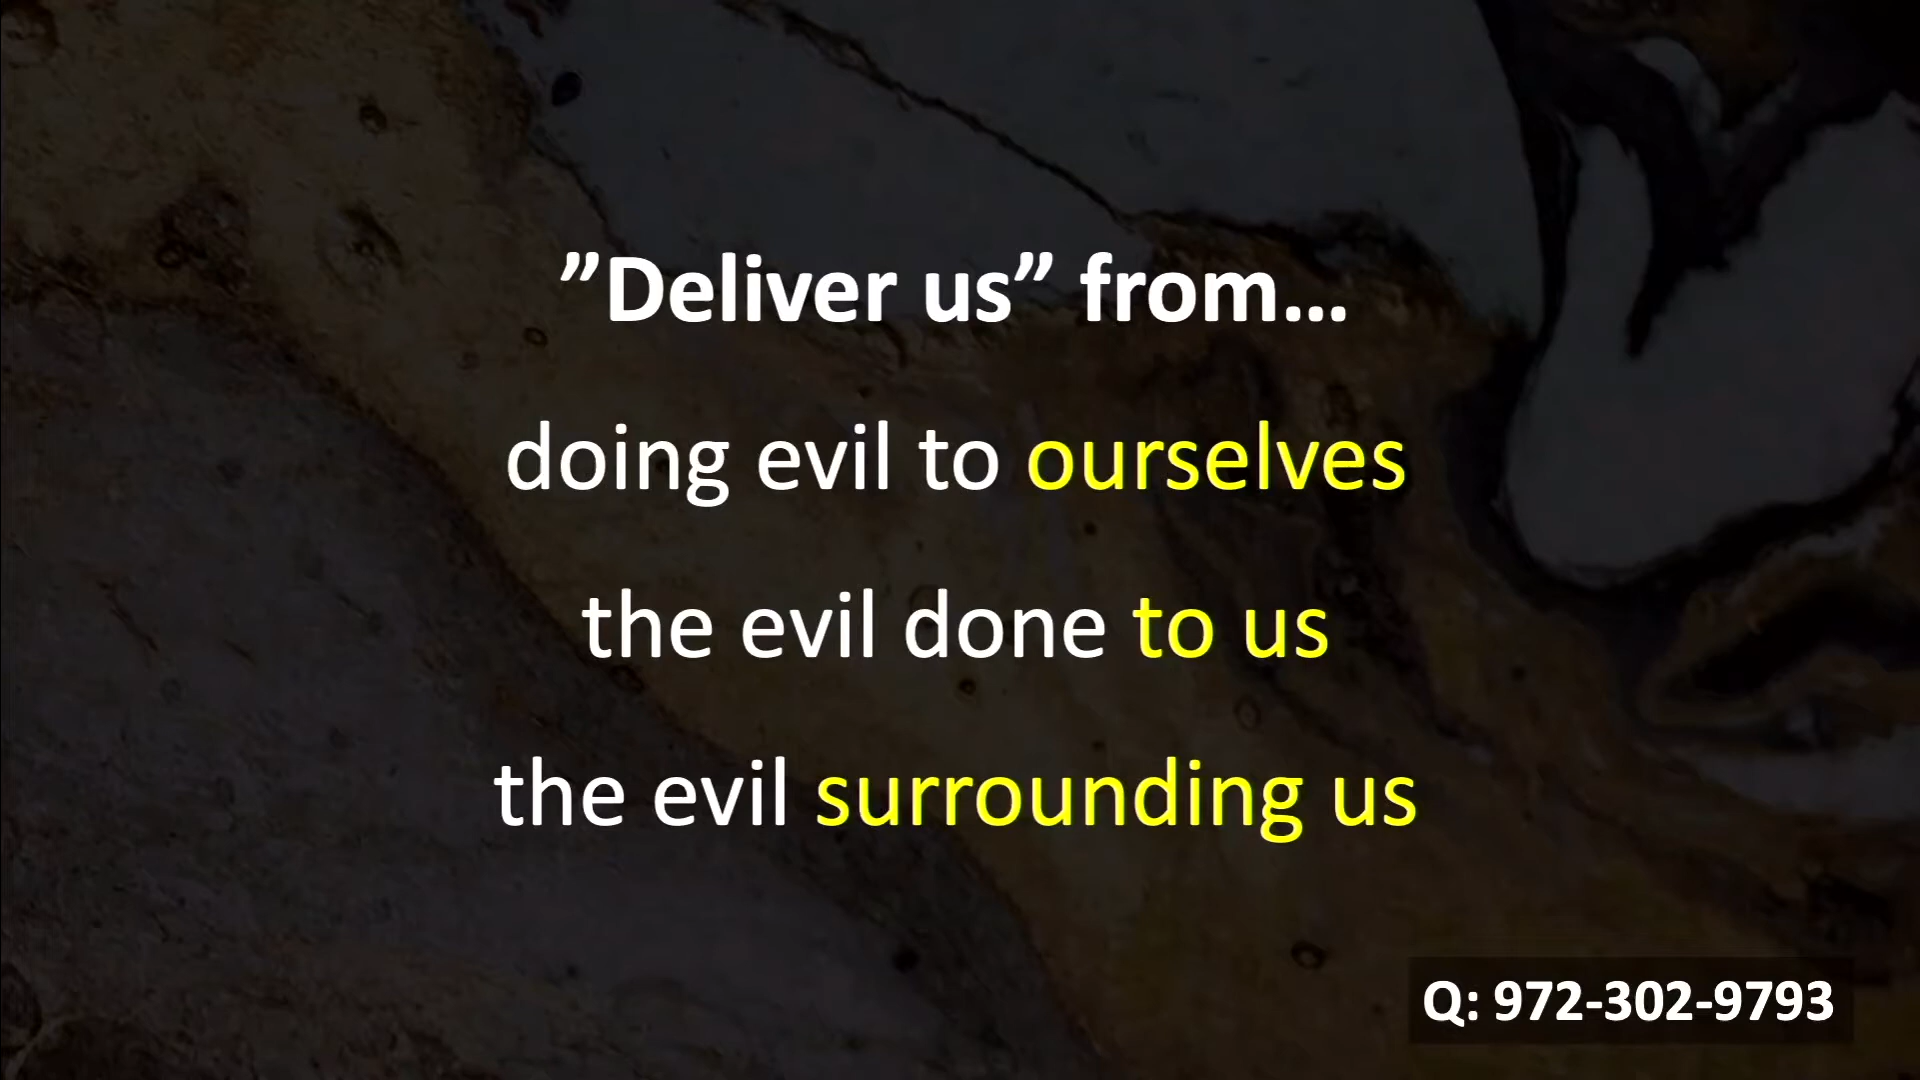 ”Deliver us” from...
doing evil to ourselves
the evil done to us
the evil surrounding us
Q: 972-302-9793